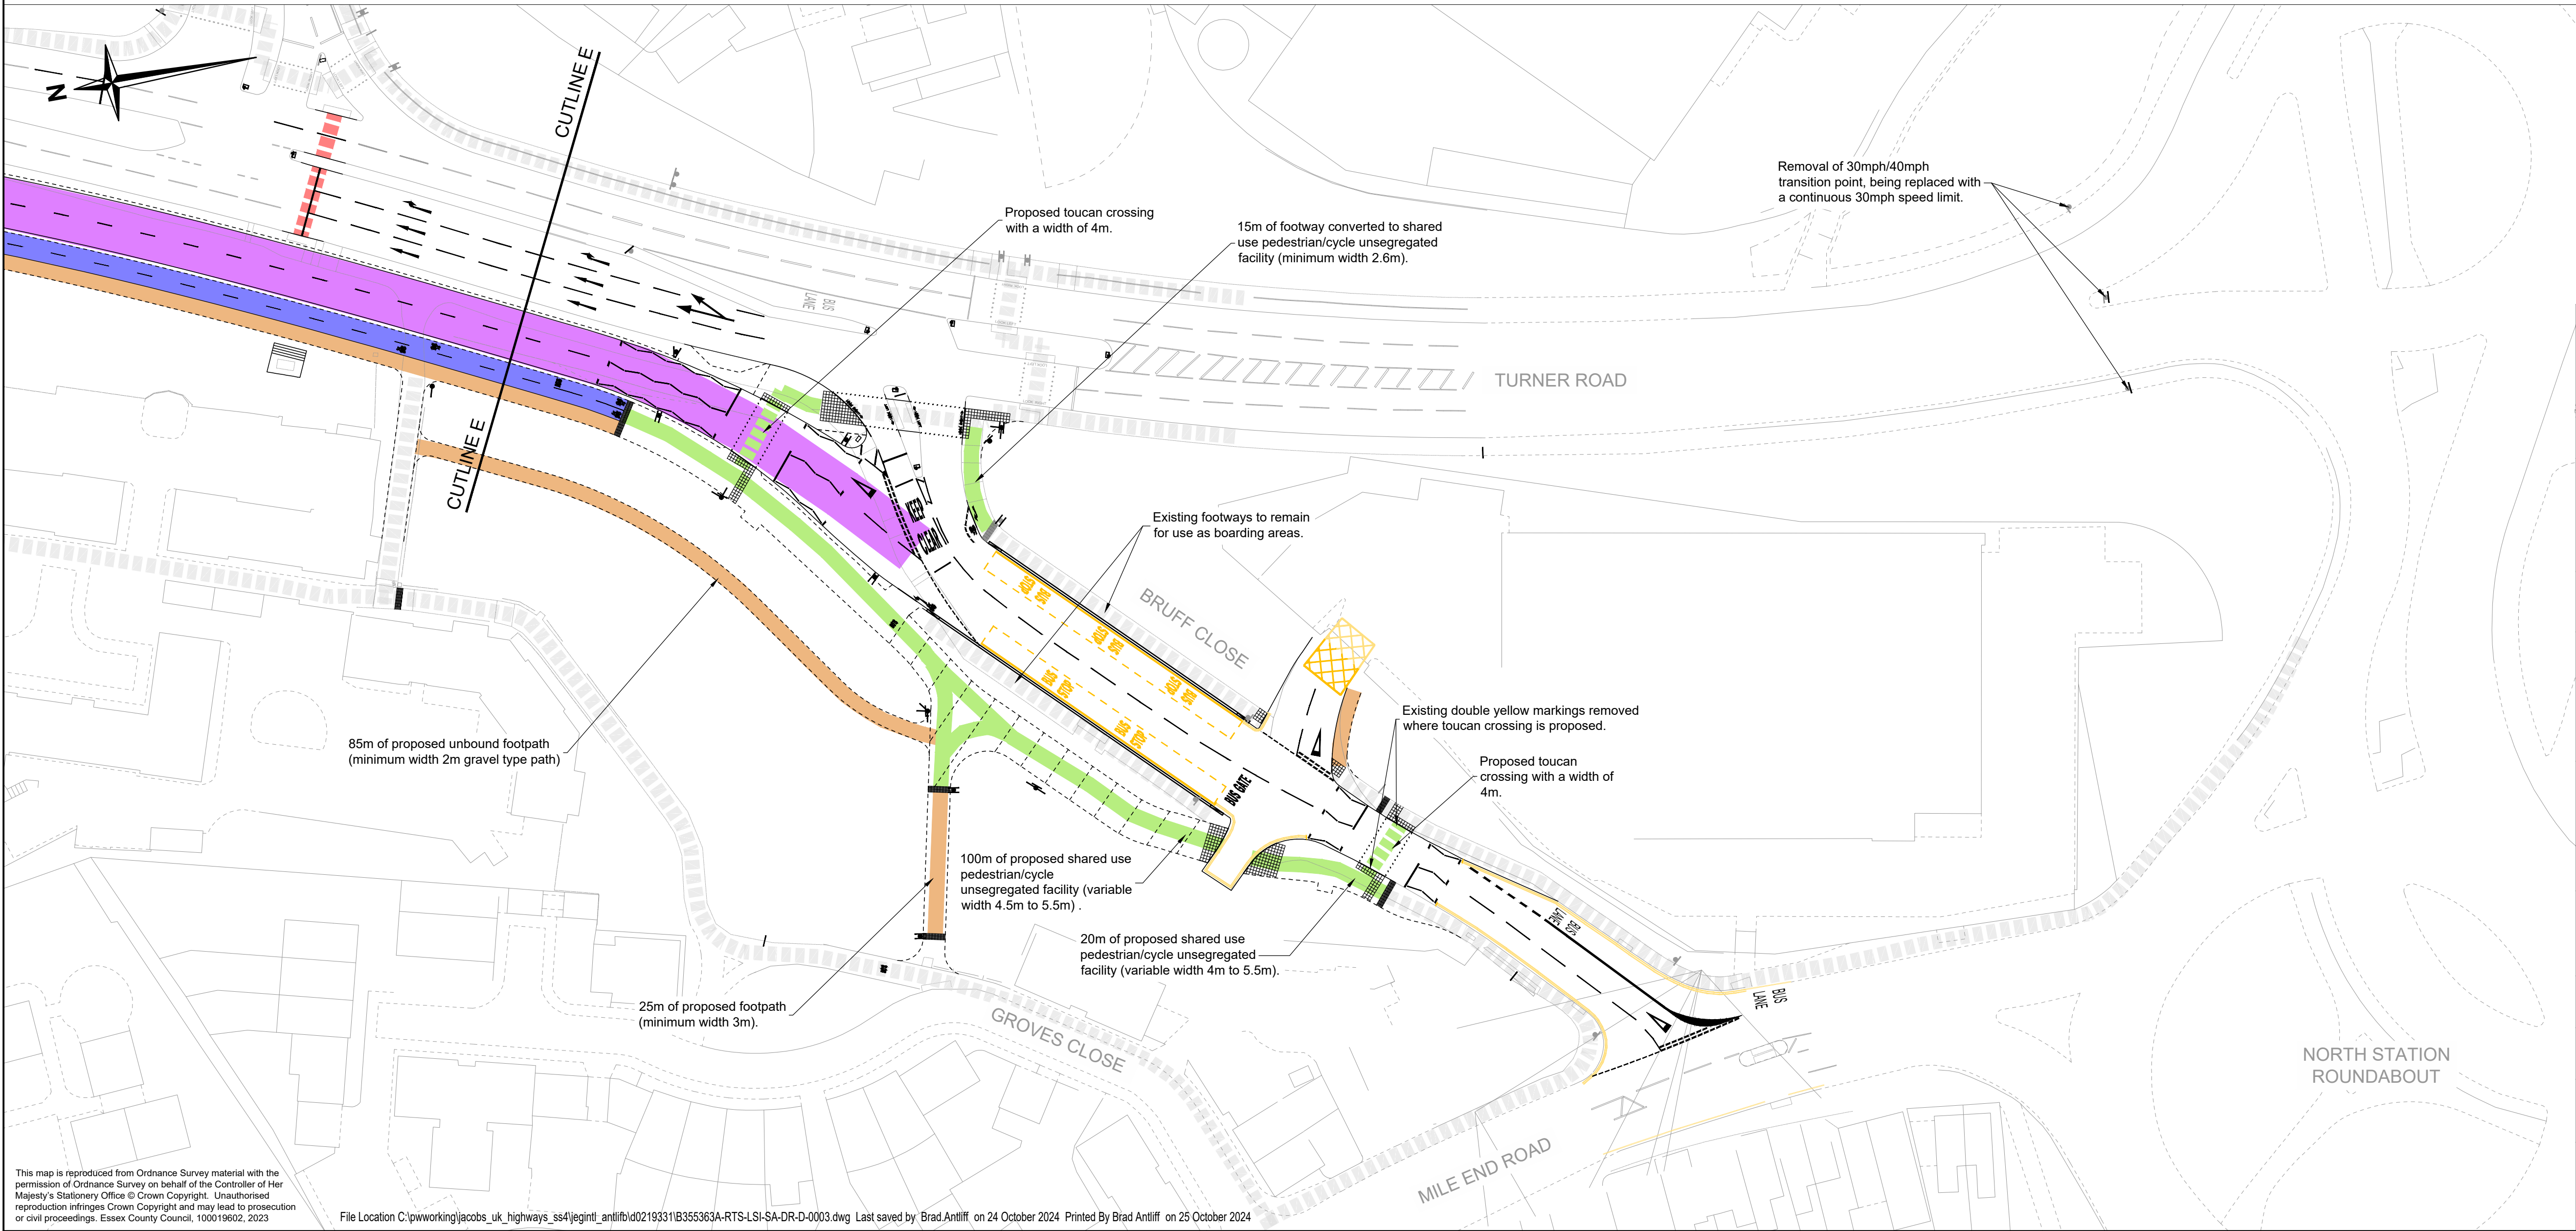 N
CUTLINE E
CUTLINE E
Proposed toucan crossing
with a width of 4m.
15m of footway converted to shared
use pedestrian/cycle unsegregated
facility (minimum width 2.6m).
Removal of 30mph/40mph
transition point, being replaced with
a continuous 30mph speed limit.
BUS
LANE
TURNER ROAD
Existing footways to remain
for use as boarding areas.
KEEP
CLEAR
BRUFF CLOSE
BUS STOP
BUS STOP
BUS STOP
BUS STOP
BUS STOP
BUS GATE
Existing double yellow markings removed
where toucan crossing is proposed.
Proposed toucan
crossing with a width of
4m.
85m of proposed unbound footpath
(minimum width 2m gravel type path)
100m of proposed shared use
pedestrian/cycle
unsegregated facility (variable
width 4.5m to 5.5m) .
20m of proposed shared use
pedestrian/cycle unsegregated
facility (variable width 4m to 5.5m).
25m of proposed footpath
(minimum width 3m).
BUS
LANE
BUS
LANE
GROVES CLOSE
MILE END ROAD
NORTH STATION
ROUNDABOUT
This map is reproduced from Ordnance Survey material with the
permission of Ordnance Survey on behalf of the Controller of Her
Majesty's Stationery Office © Crown Copyright. Unauthorised
reproduction infringes Crown Copyright and may lead to prosecution
or civil proceedings. Essex County Council, 100019602, 2023
File Location C:\pwworking\jacobs_uk_highways_ss4\jegintl_antlifb\d0219331\B355363A-RTS-LSI-SA-DR-D-0003.dwg Last saved by Brad.Antliff on 24 October 2024 Printed By Brad Antliff on 25 October 2024